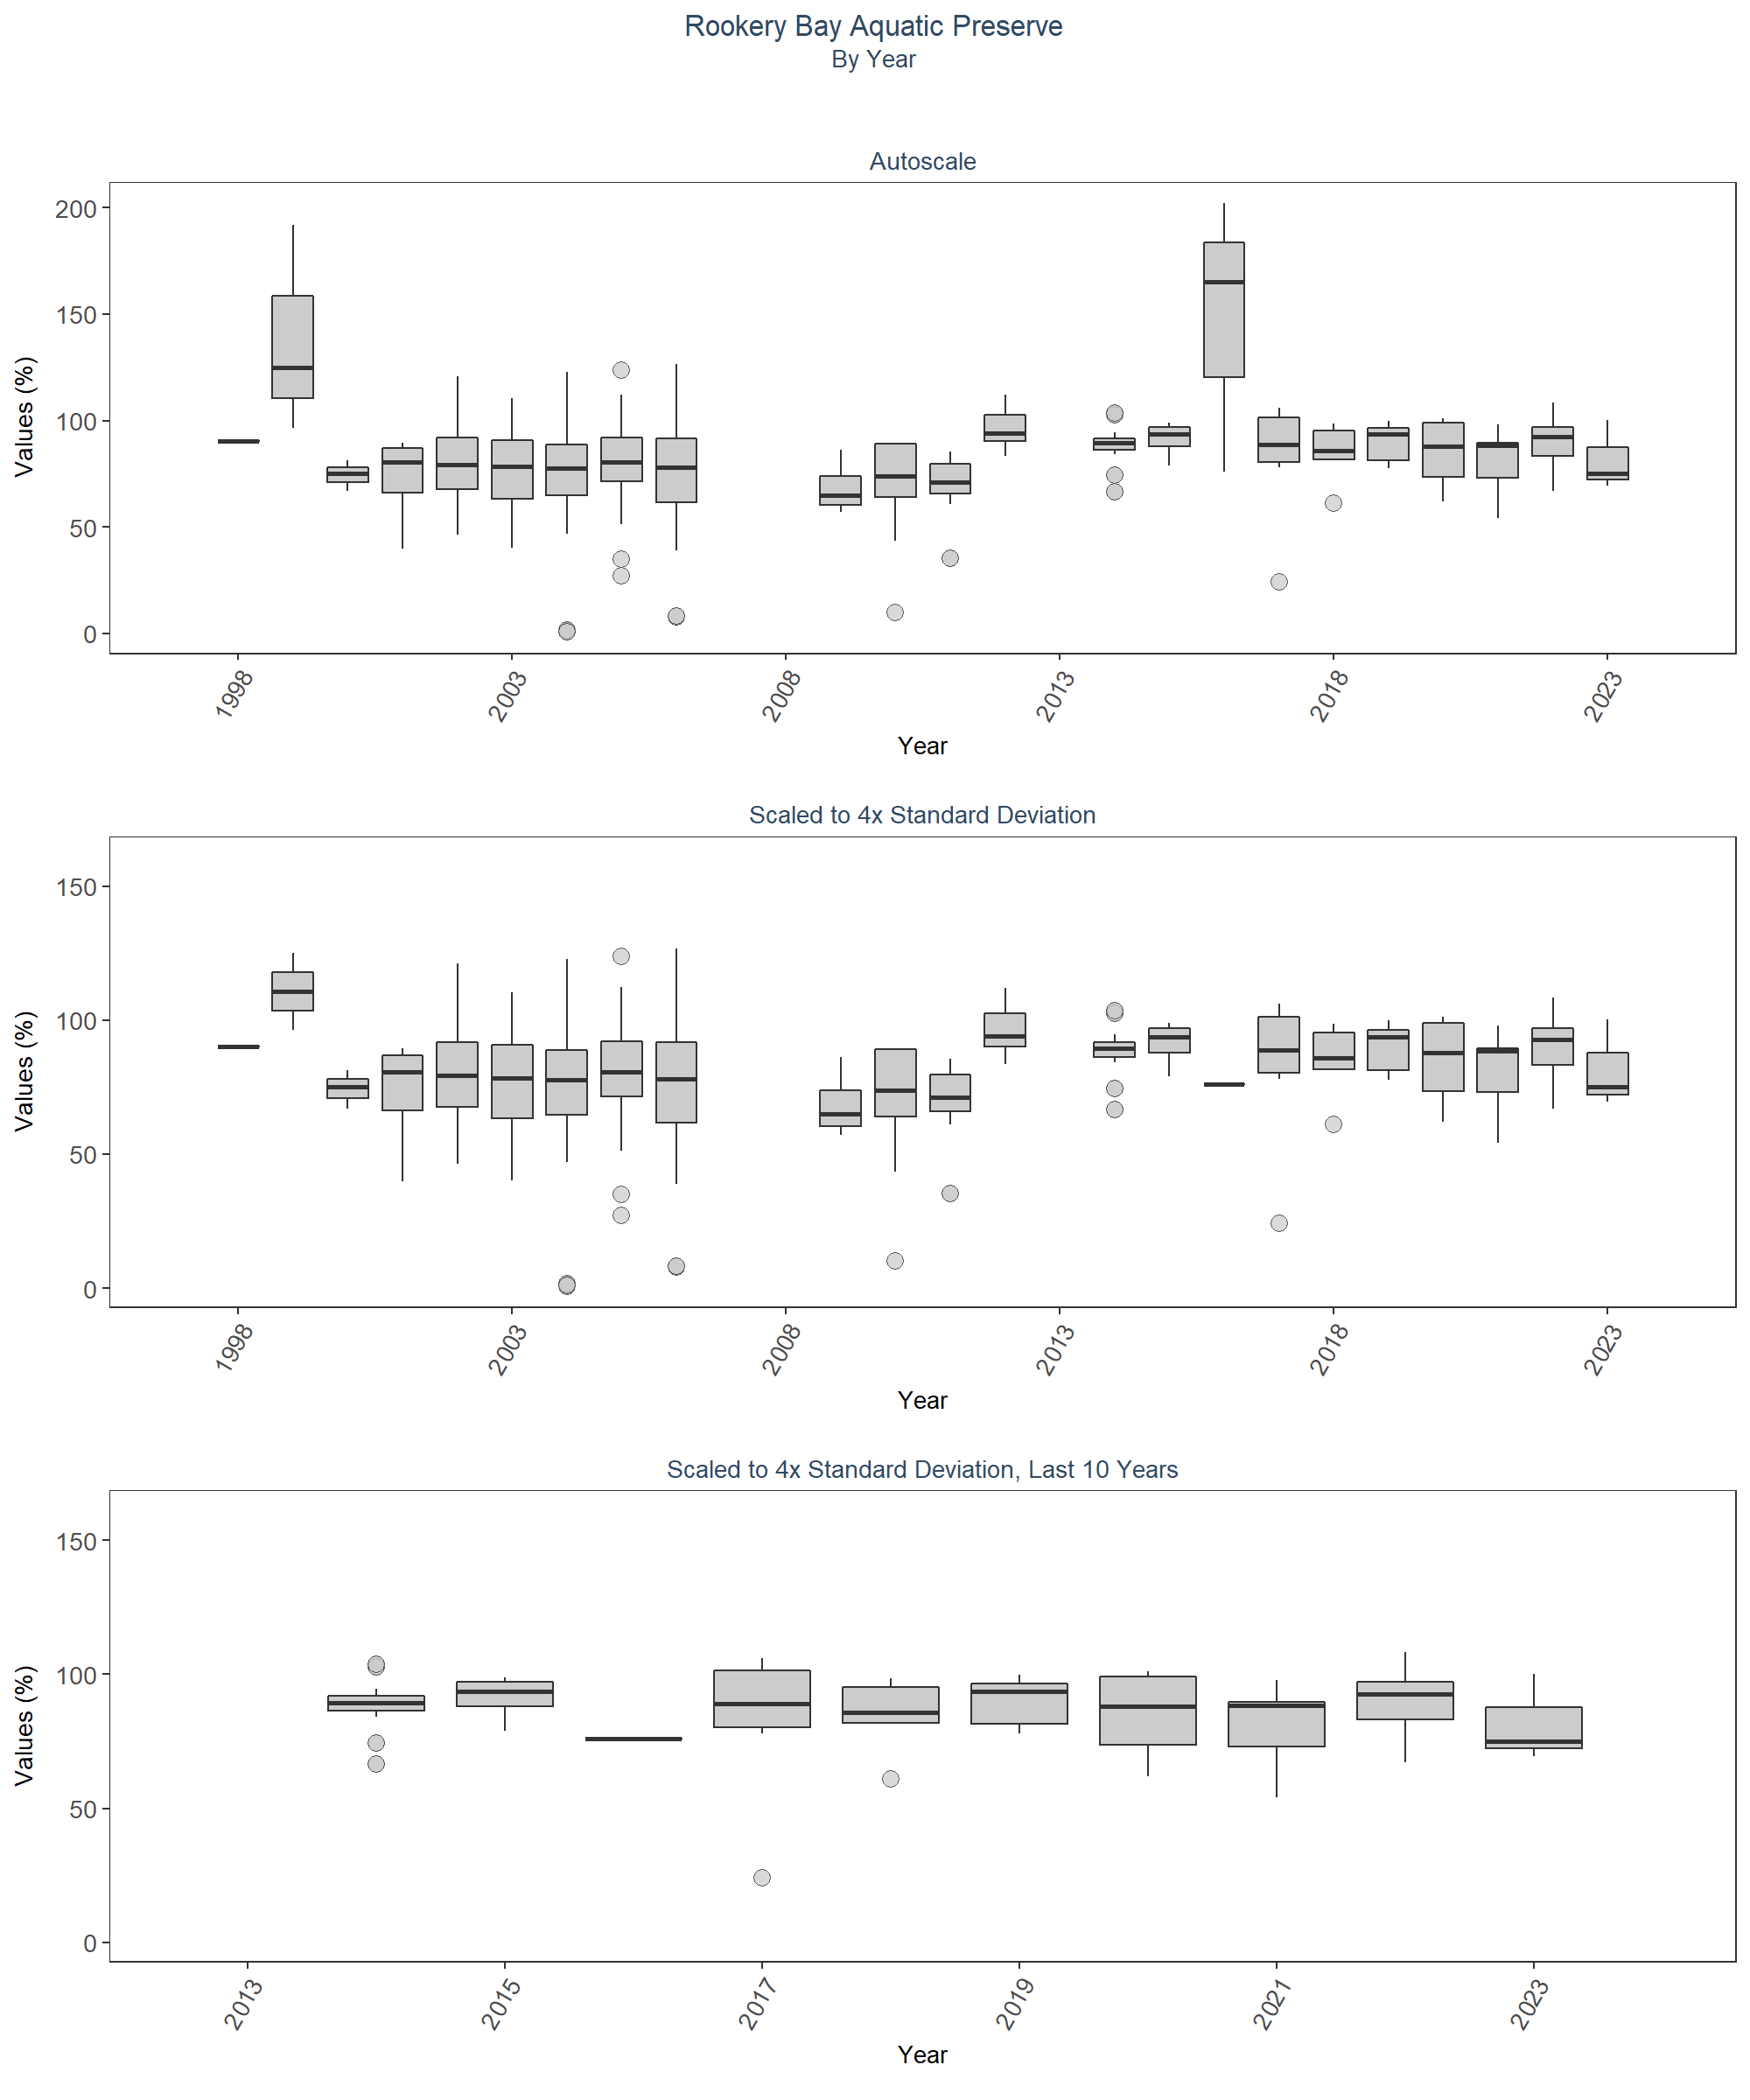 Rookery Bay Aquatic Preserve
By Year
Autoscale
200
150
100
50
0
Values (%)
1998 2003 2008 2013 2018 2023
Year
Scaled to 4x Standard Deviation
150
100
50
0
Values (%)
1998 2003 2008 2013 2018 2023
Year
Scaled to 4x Standard Deviation, Last 10 Years
150
100
50
0
Values (%)
2013 2015 2017 2019 2021 2023
Year